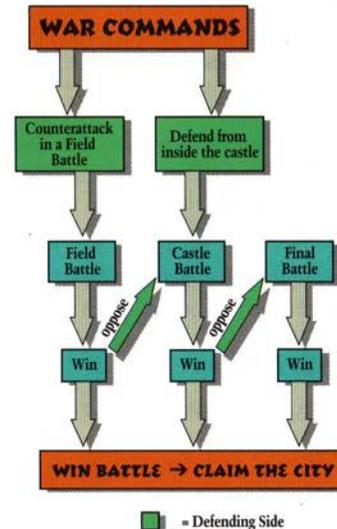 WAR COMMANDS
Counterattack
in a Field
Battle
Defend from
inside the castle
Field
Battle
Castle
Battle
Final
Battle
oppose
oppose
Win
Win
Win
WIN BATTLE → CLAIM THE CITY
= Defending Side